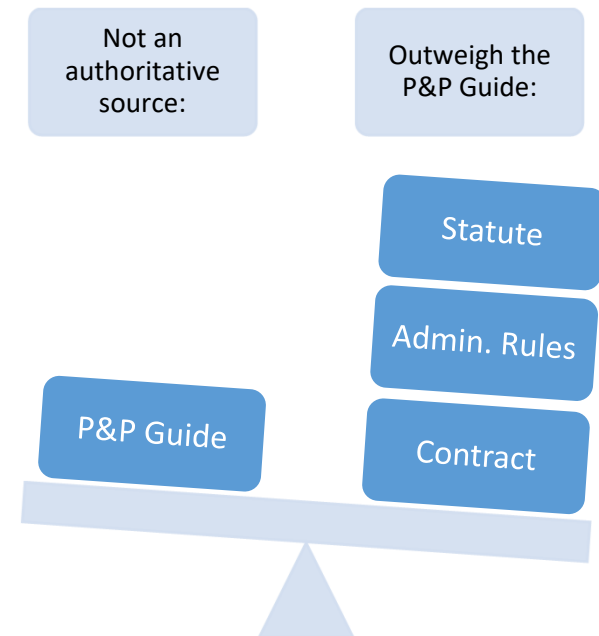 Not an
authoritative
source:
Outweigh the
P&P Guide:
Statute
Admin. Rules
Contract
P&P Guide